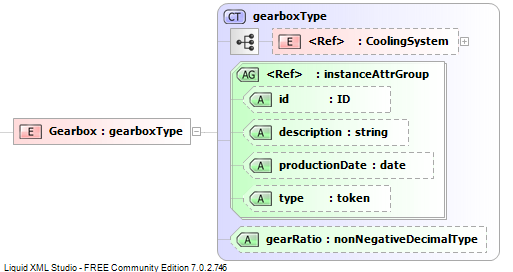 CT gearboxType
E <Ref> : CoolingSystem
AG <Ref> : instanceAttrGroup
A id : ID
E Gearbox : gearboxType
A description : string
A productionDate : date
A type : token
A gearRatio : nonNegativeDecimalType
Liquid XML Studio - FREE Community Edition 7.0.2.746